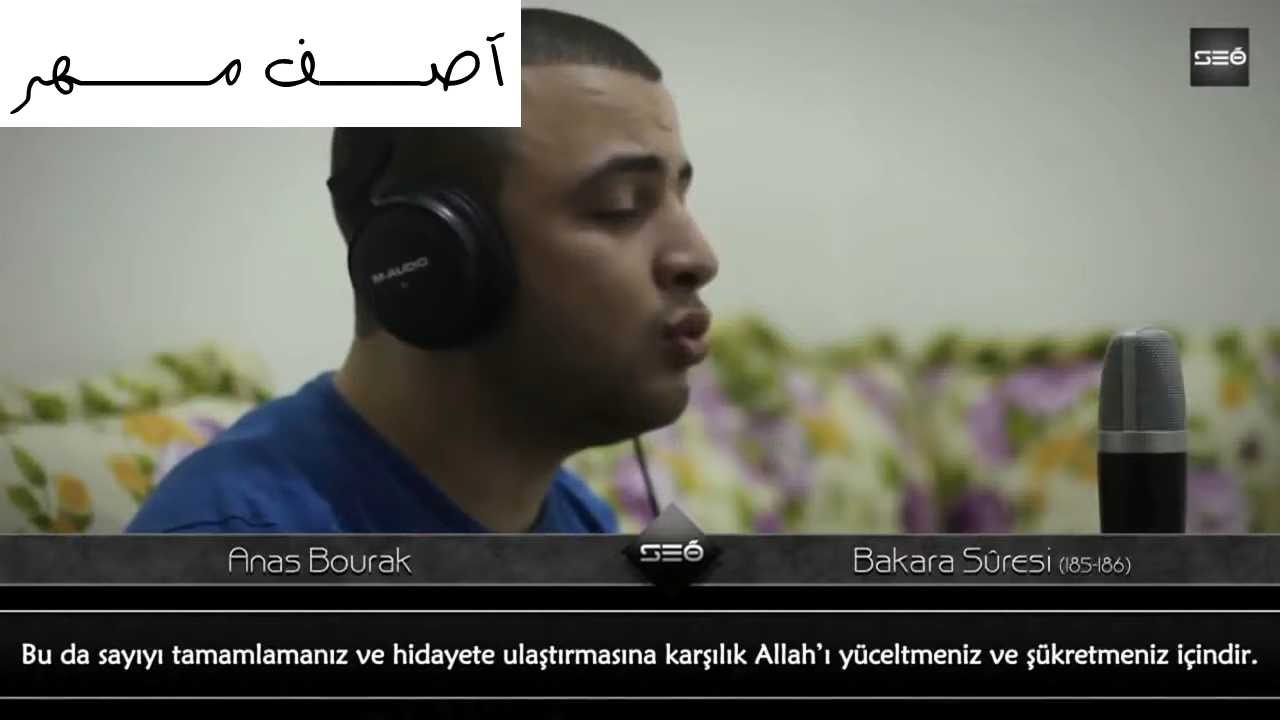 آصف مهر
SEÖ
M-AUDIO
Anas Bourak
SEÖ
Bakara Sûresi (185-186)
Bu da sayıyı tamamlamanız ve hidayete ulaştırmasına karşılık Allah'ı yüceltmeniz ve şükretmeniz içindir.